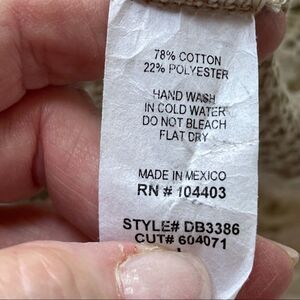 78% COTTON
22% POLYESTER
HAND WASH
IN COLD WATER
DO NOT BLEACH
FLAT DRY
MADE IN MEXICO
RN # 104403
STYLE# DB3386
CUT# 604071